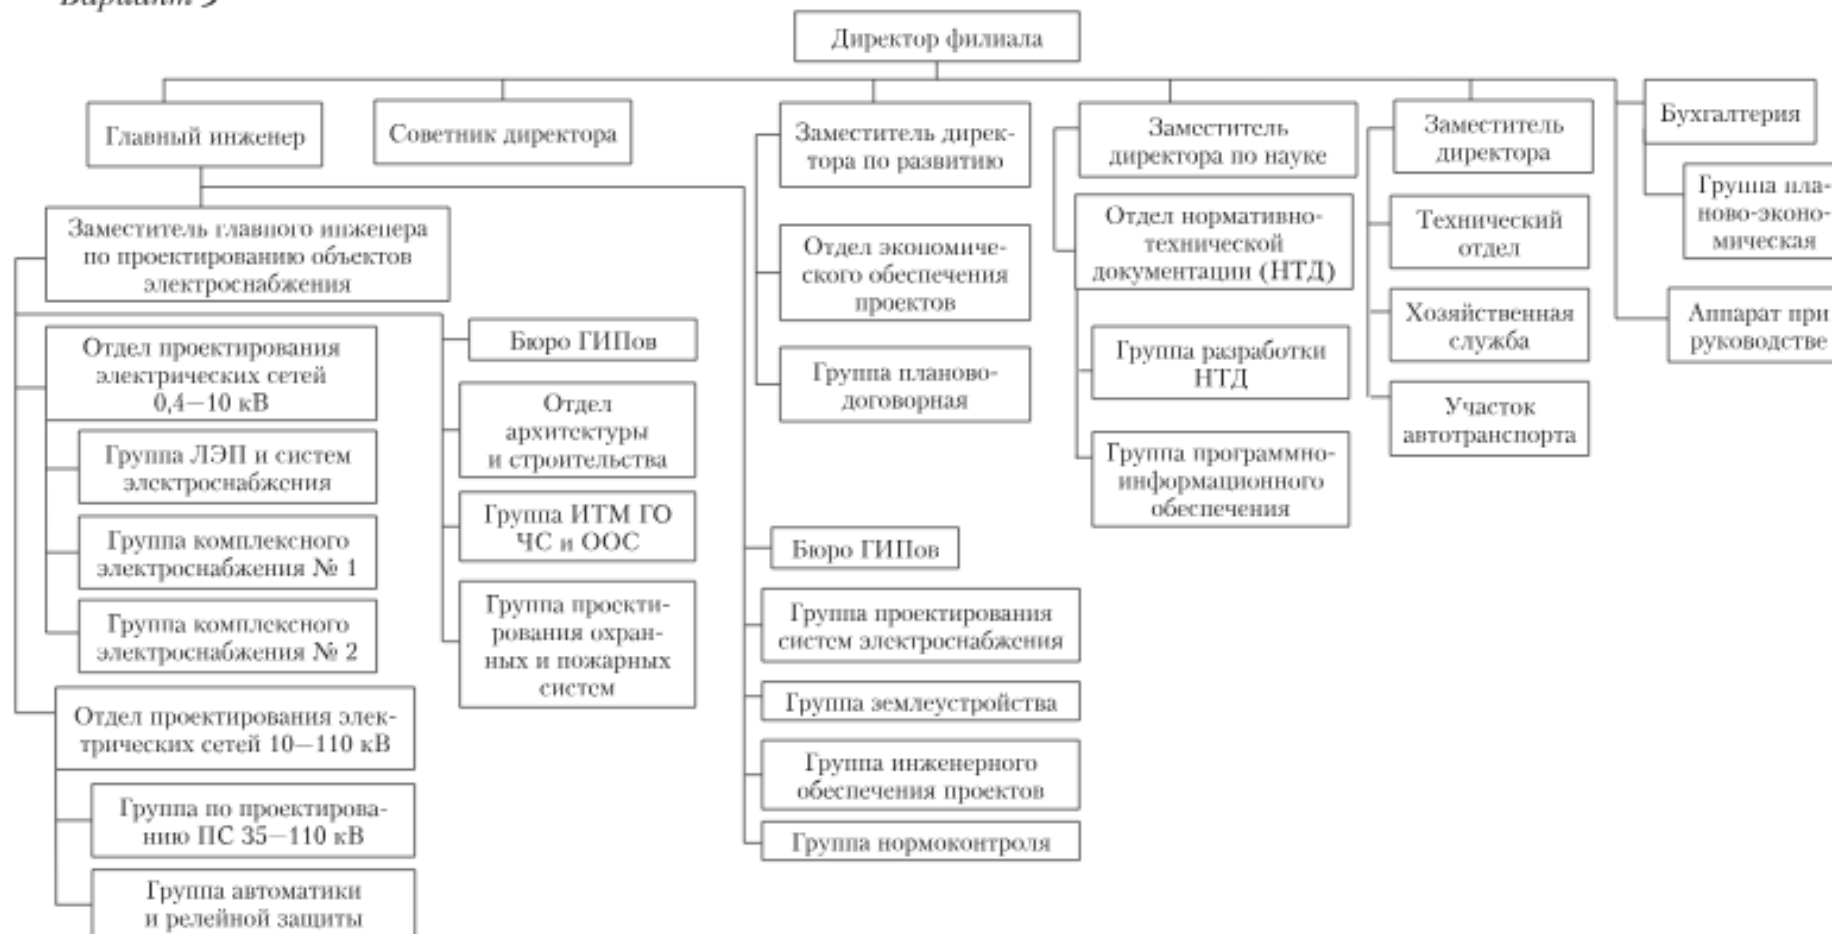 Вариант 9
Директор филиала
Главный инженер
Советник директора
Заместитель дирек-
тора по развитию
Заместитель
директора по науке
Заместитель
директора
Бухгалтерия
Группа пла-
ново-эконо-
мическая
Аппарат при
руководстве
Заместитель главного инженера
по проектированию объектов
электроснабжения
Отдел проектирования
электрических сетей
0,4—10 кВ
Группа ЛЭП и систем
электроснабжения
Группа комплексного
электроснабжения № 1
Группа комплексного
электроснабжения № 2
Отдел проектирования элек-
трических сетей 10—110 кВ
Группа по проектирова-
нию ПС 35—110 кВ
Группа автоматики
и релейной защиты
Бюро ГИПов
Отдел
архитектуры
и строительства
Группа ИТМ ГО
ЧС и ООС
Группа проекти-
рования охран-
ных и пожарных
систем
Бюро ГИПов
Группа проектирования
систем электроснабжения
Группа землеустройства
Группа инженерного
обеспечения проектов
Группа нормоконтроля
Отдел экономиче-
ского обеспечения
проектов
Группа планово-
договорная
Отдел нормативно-
технической
документации (НТД)
Группа разработки
НТД
Группа программно-
информационного
обеспечения
Технический
отдел
Хозяйственная
служба
Участок
автотранспорта